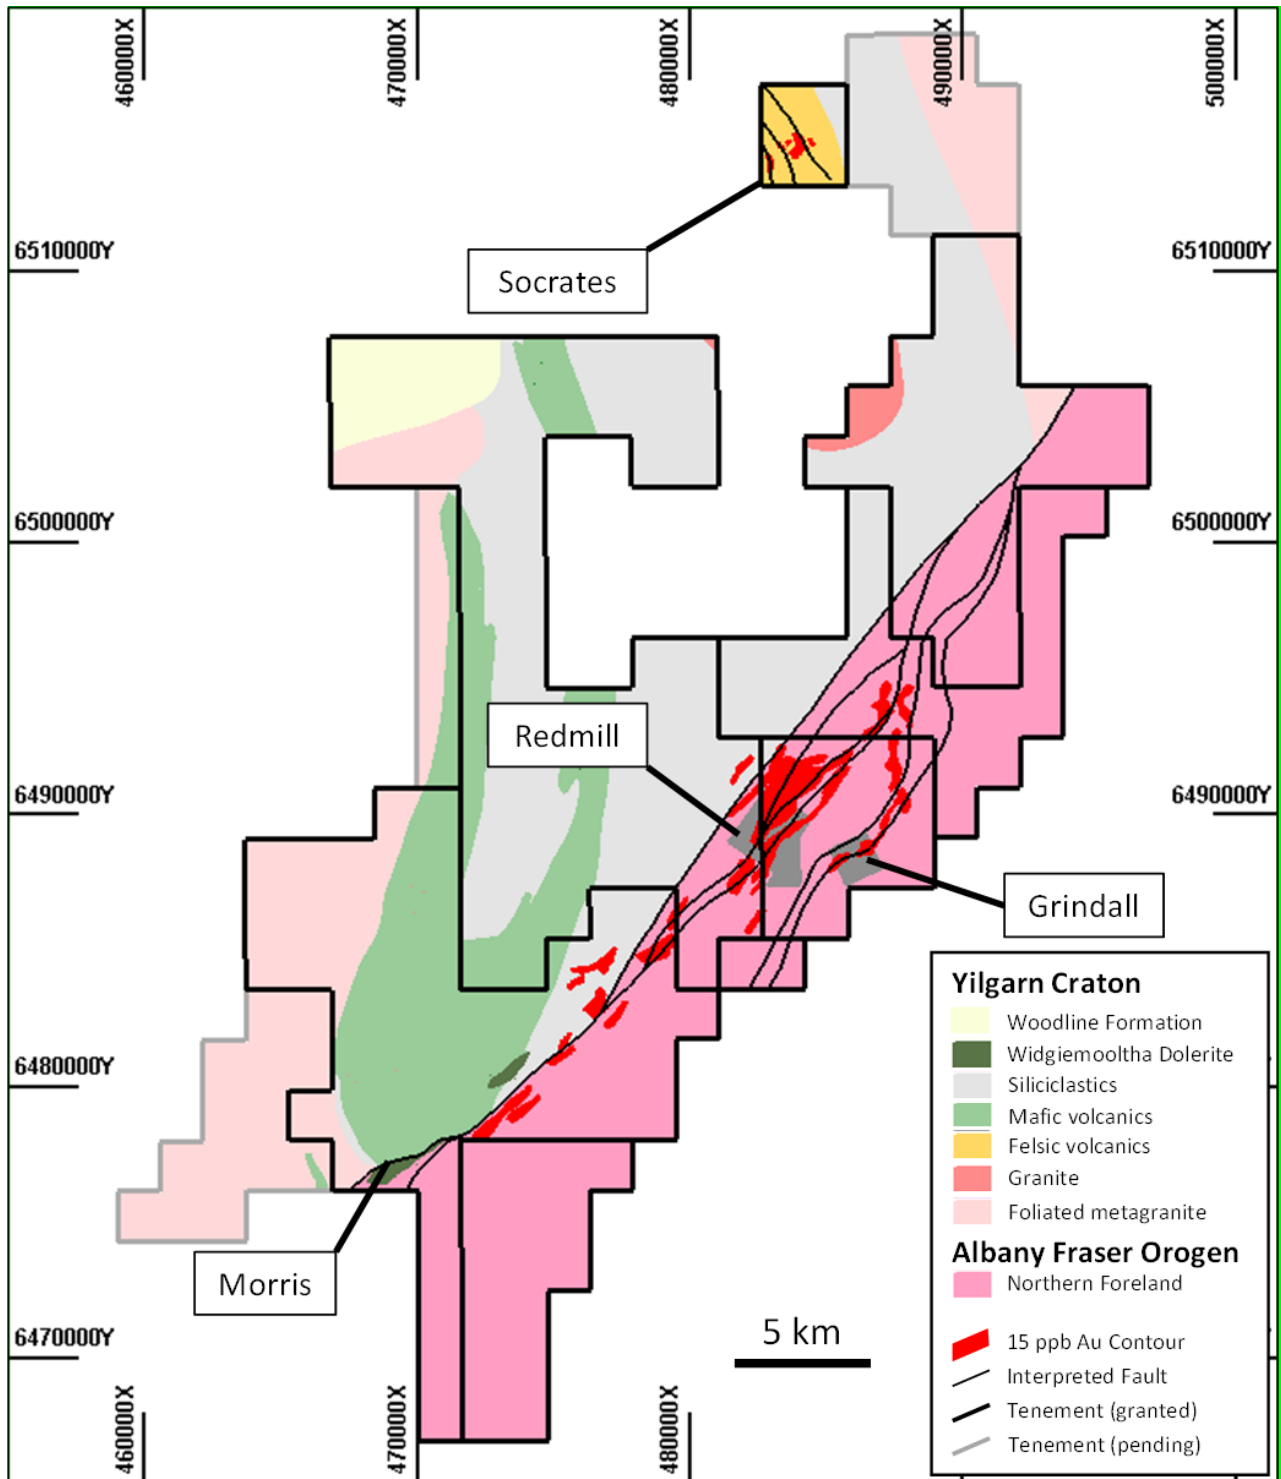 460000X
470000X
480000X
490000X
500000X
Socrates
6510000Y
6510000Y
6500000Y
6500000Y
Redmill
6490000Y
6490000Y
Grindall
6480000Y
6480000Y
Morris
6470000Y
6470000Y
5 km
460000X
470000X
480000X
Yilgarn Craton
Woodline Formation
Widgiemooltha Dolerite
Siliciclastics
Mafic volcanics
Felsic volcanics
Granite
Foliated metagranite
Albany Fraser Orogen
Northern Foreland
15 ppb Au Contour
Interpreted Fault
Tenement (granted)
Tenement (pending)